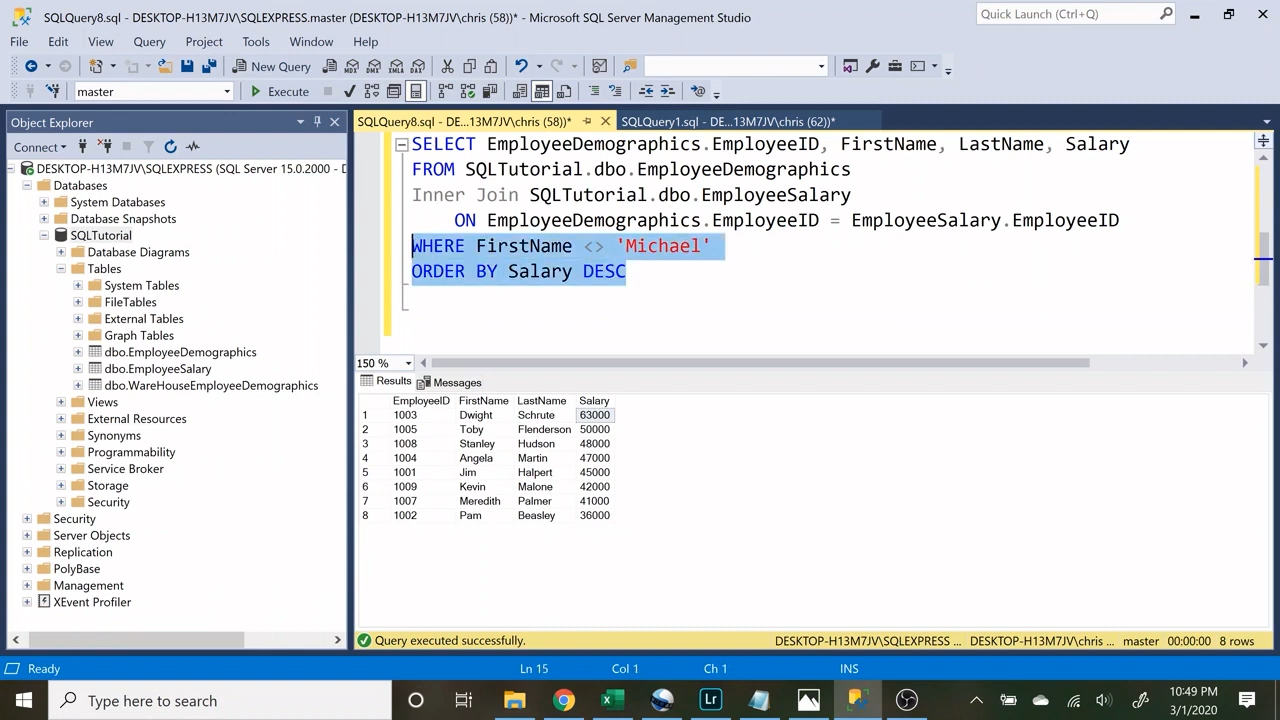 SQLQuery8.sql - DESKTOP-H13M7JV\SQLEXPRESS.master (DESKTOP-H13M7JV\chris (58))* - Microsoft SQL Server Management Studio
Quick Launch (Ctrl+Q)
File Edit View Query Project Tools Window Help
New Query
MDX DMX XMLA DAX
master
Execute
Object Explorer
SQLQuery8.sql - DE...13M7JV\chris (58))*
SQLQuery1.sql - DE...13M7JV\chris (62))*
Connect
DESKTOP-H13M7JV\SQLEXPRESS (SQL Server 15.0.2000 - D
Databases
System Databases
Database Snapshots
SQLTutorial
Database Diagrams
Tables
System Tables
FileTables
External Tables
Graph Tables
dbo.EmployeeDemographics
dbo.EmployeeSalary
dbo.WareHouseEmployeeDemographics
Views
External Resources
Synonyms
Programmability
Service Broker
Storage
Security
Security
Server Objects
Replication
PolyBase
Management
XEvent Profiler
SELECT EmployeeDemographics.EmployeeID, FirstName, LastName, Salary
FROM SQLTutorial.dbo.EmployeeDemographics
Inner Join SQLTutorial.dbo.EmployeeSalary
ON EmployeeDemographics.EmployeeID = EmployeeSalary.EmployeeID
WHERE FirstName <> 'Michael'
ORDER BY Salary DESC
150 %
Results Messages
EmployeeID FirstName LastName Salary
1 1003 Dwight Schrute 63000
2 1005 Toby Flenderson 50000
3 1008 Stanley Hudson 48000
4 1004 Angela Martin 47000
5 1001 Jim Halpert 45000
6 1009 Kevin Malone 42000
7 1007 Meredith Palmer 41000
8 1002 Pam Beasley 36000
Query executed successfully. DESKTOP-H13M7JV\SQLEXPRESS ... DESKTOP-H13M7JV\chris ... master 00:00:00 8 rows
Ready Ln 15 Col 1 Ch 1 INS
Type here to search
Lr
10:49 PM
3/1/2020